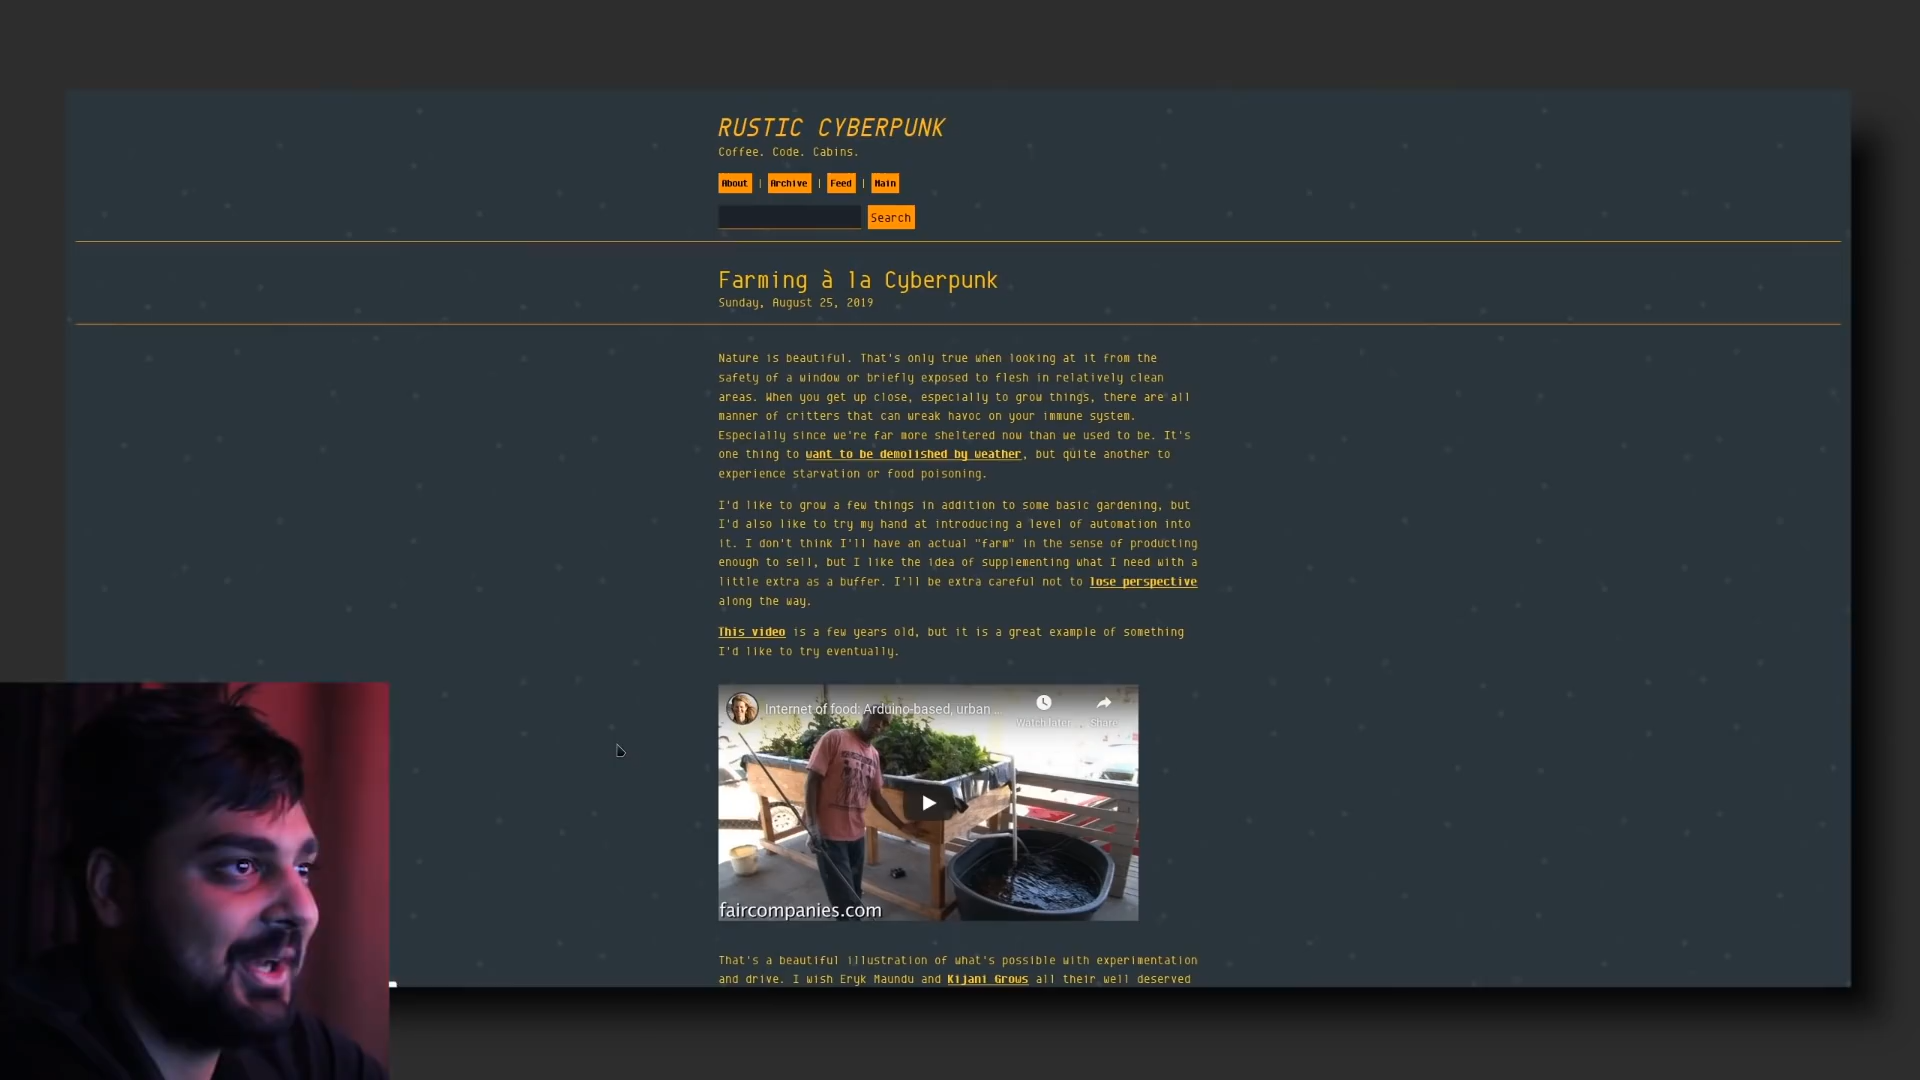 RUSTIC CYBERPUNK
Coffee. Code. Cabins.
About | Archive | Feed | Main
Search
Farming à la Cyberpunk
Sunday, August 25, 2019
Nature is beautiful. That's only true when looking at it from the
safety of a window or briefly exposed to flesh in relatively clean
areas. When you get up close, especially to grow things, there are all
manner of critters that can wreak havoc on your immune system.
Especially since we're far more sheltered now than we used to be. It's
one thing to want to be demolished by weather, but quite another to
experience starvation or food poisoning.
I'd like to grow a few things in addition to some basic gardening, but
I'd also like to try my hand at introducing a level of automation into
it. I don't think I'll have an actual "farm" in the sense of producting
enough to sell, but I like the idea of supplementing what I need with a
little extra as a buffer. I'll be extra careful not to lose perspective
along the way.
This video is a few years old, but it is a great example of something
I'd like to try eventually.
Internet of food: Arduino-based, urban ...
Watch later Share
faircompanies.com
That's a beautiful illustration of what's possible with experimentation
and drive. I wish Eryk Maundu and Kijani Grows all their well deserved